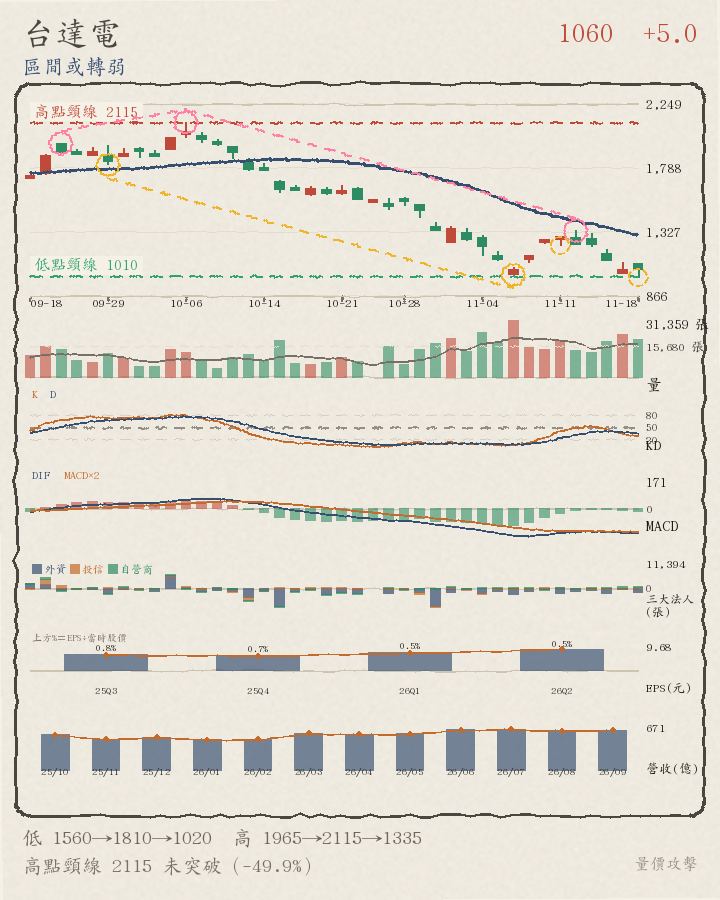 台達電
1060 +5.0
區間或轉弱
高點頸線 2115
2,249
1,788
1,327
低點頸線 1010
866
09-18 09-29 10-06 10-14 10-21 10-28 11-04 11-11 11-18
31,359 張
15,680 張
量
K D
80
50
20
KD
DIF MACD×2
171
0
MACD
外資 投信 自營商
11,394
0
三大法人
(張)
上方%=EPS÷當時股價
0.8% 0.7% 0.5% 0.5%
9.68
25Q3 25Q4 26Q1 26Q2
EPS(元)
671
25/10 25/11 25/12 26/01 26/02 26/03 26/04 26/05 26/06 26/07 26/08 26/09
營收(億)
低 1560→1810→1020 高 1965→2115→1335
高點頸線 2115 未突破 (-49.9%)
量價攻擊